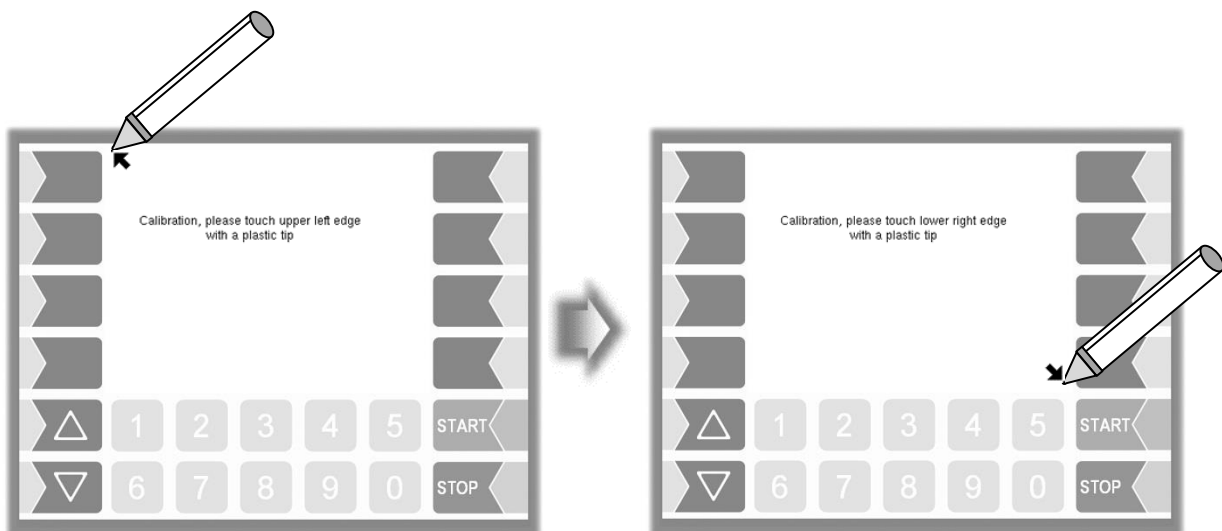 Calibration, please touch upper left edge
with a plastic tip
1 2 3 4 5 START
6 7 8 9 0 STOP
Calibration, please touch lower right edge
with a plastic tip
1 2 3 4 5 START
6 7 8 9 0 STOP